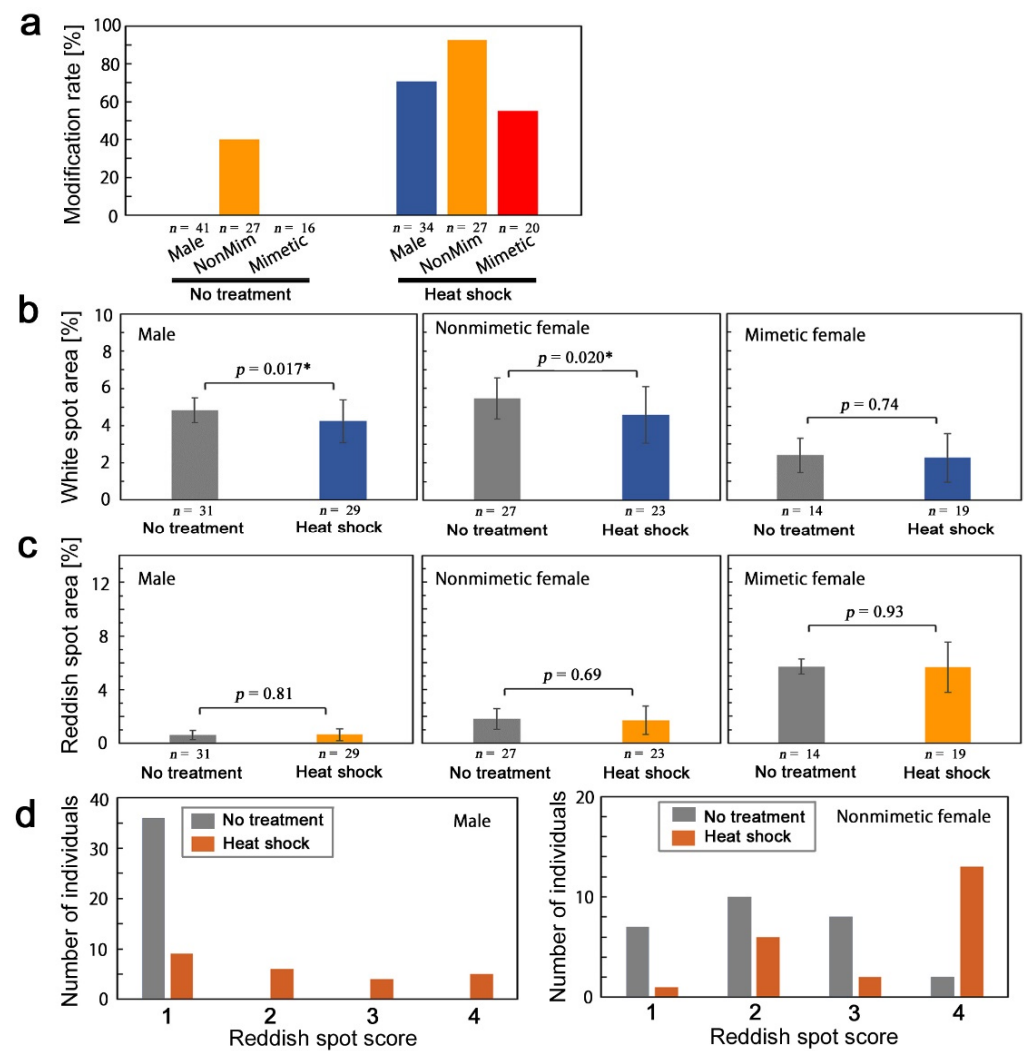 a
Modification rate [%]
100
80
60
40
20
0
n = 41 n = 27 n = 16 n = 34 n = 27 n = 20
Male NonMim Mimetic Male NonMim Mimetic
No treatment Heat shock
b
White spot area [%]
10
8
6
4
2
0
Male
p = 0.017*
n = 31 n = 29
No treatment Heat shock
Nonmimetic female
p = 0.020*
n = 27 n = 23
No treatment Heat shock
Mimetic female
p = 0.74
n = 14 n = 19
No treatment Heat shock
c
Reddish spot area [%]
12
8
4
0
Male
p = 0.81
n = 31 n = 29
No treatment Heat shock
Nonmimetic female
p = 0.69
n = 27 n = 23
No treatment Heat shock
Mimetic female
p = 0.93
n = 14 n = 19
No treatment Heat shock
d
Number of individuals
40
30
20
10
0
No treatment
Heat shock
Male
1 2 3 4
Reddish spot score
Number of individuals
20
10
0
No treatment
Heat shock
Nonmimetic female
1 2 3 4
Reddish spot score